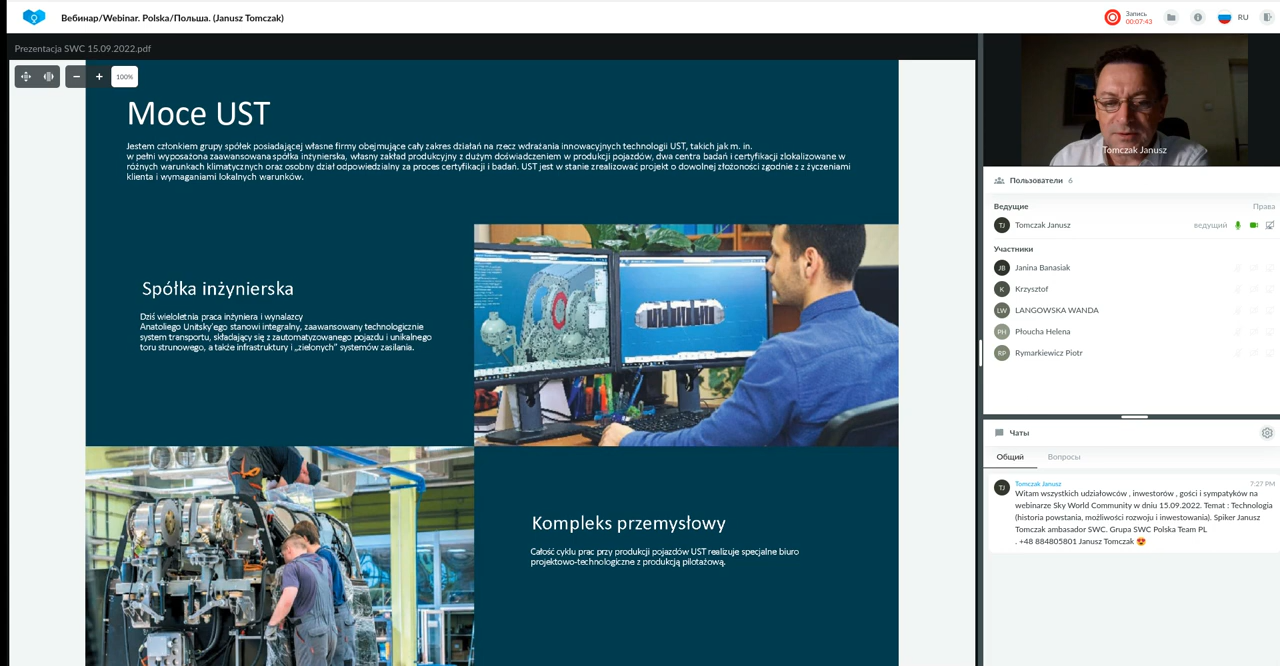 Вебинар/Webinar. Polska/Польша. (Janusz Tomczak)
Запись
00:07:43
RU
Prezentacja SWC 15.09.2022.pdf
100%
Moce UST
Jestem członkiem grupy spółek posiadającej własne firmy obejmujące cały zakres działań na rzecz wdrażania innowacyjnych technologii UST, takich jak m. in.
w pełni wyposażona zaawansowana spółka inżynierska, własny zakład produkcyjny z dużym doświadczeniem w produkcji pojazdów, dwa centra badań i certyfikacji zlokalizowane w
różnych warunkach klimatycznych oraz osobny dział odpowiedzialny za proces certyfikacji i badań. UST jest w stanie zrealizować projekt o dowolnej złożoności zgodnie z z życzeniami
klienta i wymaganiami lokalnych warunków.
Spółka inżynierska
Dziś wieloletnia praca inżyniera i wynalazcy
Anatoliego Unitsky'ego stanowi integralny, zaawansowany technologicznie
system transportu, składający się z zautomatyzowanego pojazdu i unikalnego
toru strunowego, a także infrastruktury i „zielonych" systemów zasilania.
Kompleks przemysłowy
Całość cyklu prac przy produkcji pojazdów UST realizuje specjalne biuro
projektowo-technologiczne z produkcją pilotażową.
Tomczak Janusz
Пользователи 6
Ведущие Права
TJ Tomczak Janusz ведущий
Участники
JB Janina Banasiak
K Krzysztof
LW LANGOWSKA WANDA
PH Płoucha Helena
RP Rymarkiewicz Piotr
Чаты
Общий Вопросы
TJ Tomczak Janusz 7:27 PM
Witam wszystkich udziałowców , inwestorów , gości i sympatyków na
webinarze Sky World Community w dniu 15.09.2022. Temat : Technologia
(historia powstania, możliwości rozwoju i inwestowania). Spiker Janusz
Tomczak ambasador SWC, Grupa SWC Polska Team PL
. +48 884805801 Janusz Tomczak 😍